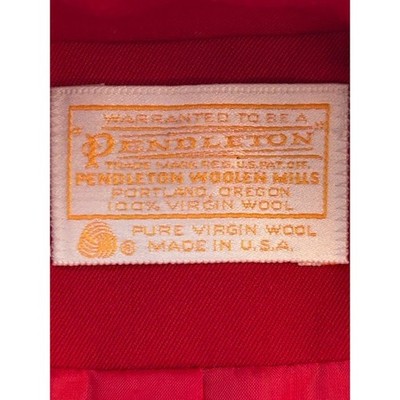 WARRANTED TO BE A
"PENDLETON"
TRADE MARK REG. U.S. PAT. OFF.
PENDLETON WOOLEN MILLS
PORTLAND, OREGON
100% VIRGIN WOOL
® PURE VIRGIN WOOL
MADE IN U.S.A.